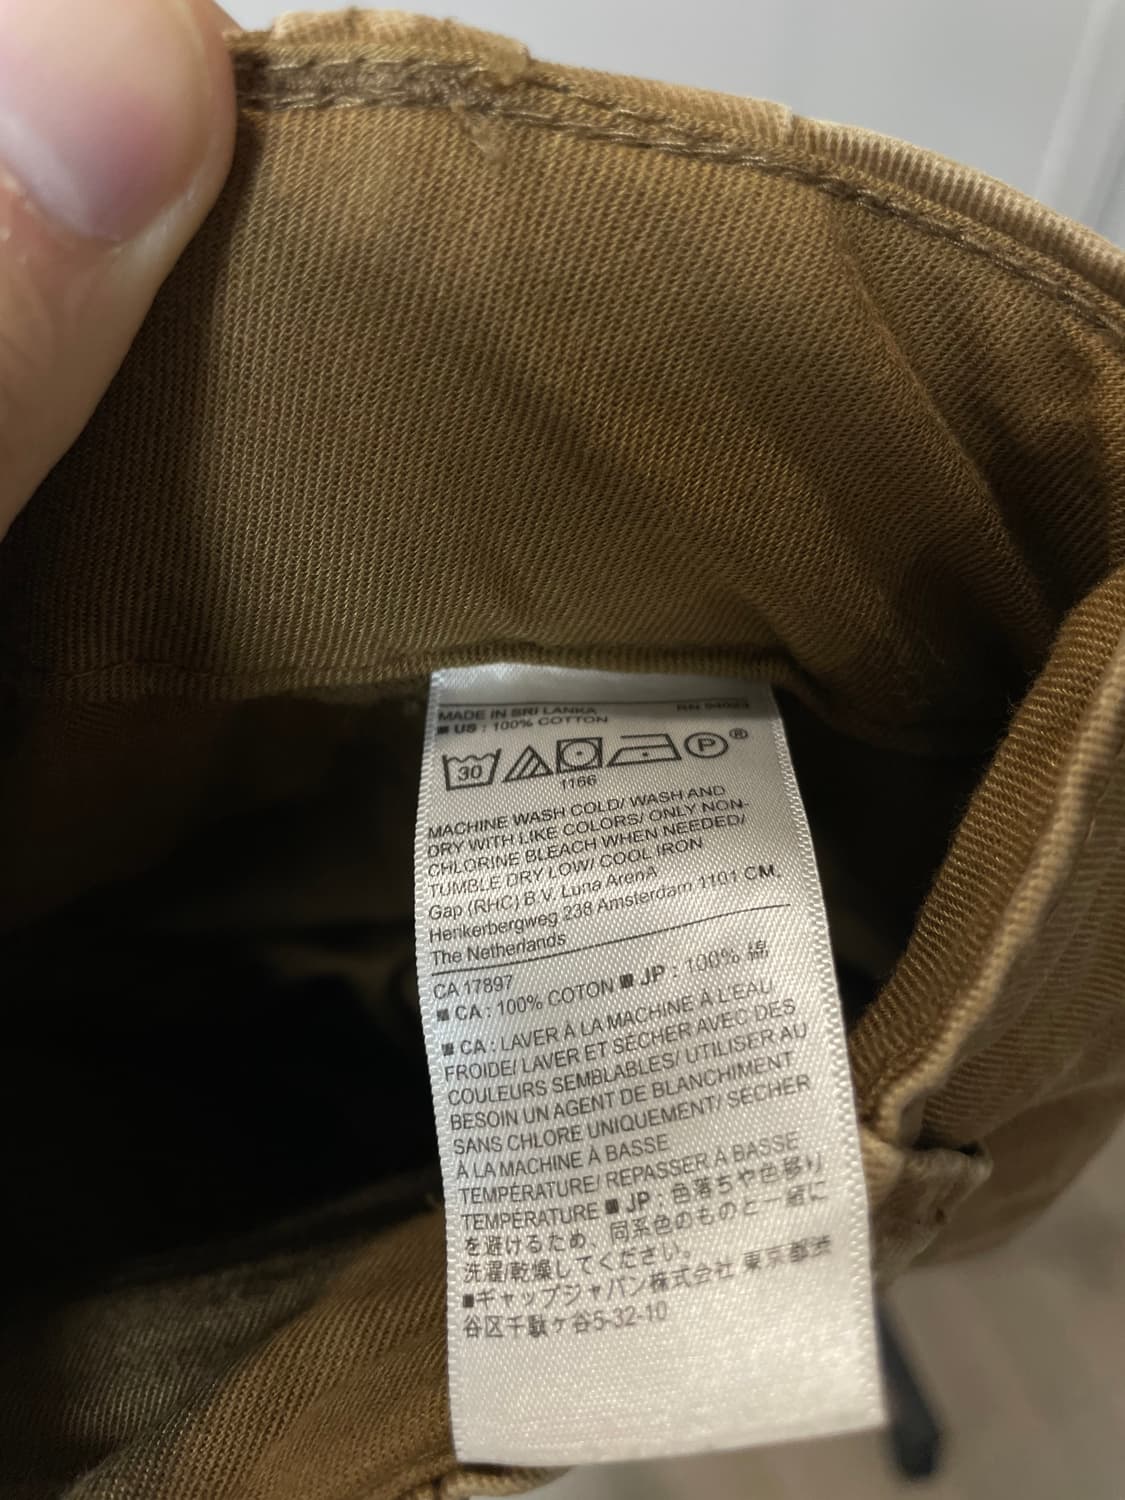 MADE IN SRI LANKA RN 54023
■ US : 100% COTTON
30 P ®
1166
MACHINE WASH COLD/ WASH AND
DRY WITH LIKE COLORS/ ONLY NON-
CHLORINE BLEACH WHEN NEEDED/
TUMBLE DRY LOW/ COOL IRON
Gap (RHC) B.V. Luna ArenA
Herikerbergweg 238 Amsterdam 1101 CM,
The Netherlands
CA 17897
■ CA : 100% COTON ■ JP : 100% 綿
■ CA : LAVER À LA MACHINE À L'EAU
FROIDE/ LAVER ET SÉCHER AVEC DES
COULEURS SEMBLABLES/ UTILISER AU
BESOIN UN AGENT DE BLANCHIMENT
SANS CHLORE UNIQUEMENT/ SÉCHER
À LA MACHINE À BASSE
TEMPÉRATURE/ REPASSER À BASSE
TEMPÉRATURE ■ JP : 色落ちや色移り
を避けるため、同系色のものと一緒に
洗濯/乾燥してください。
■ギャップジャパン株式会社 東京都渋
谷区千駄ヶ谷5-32-10